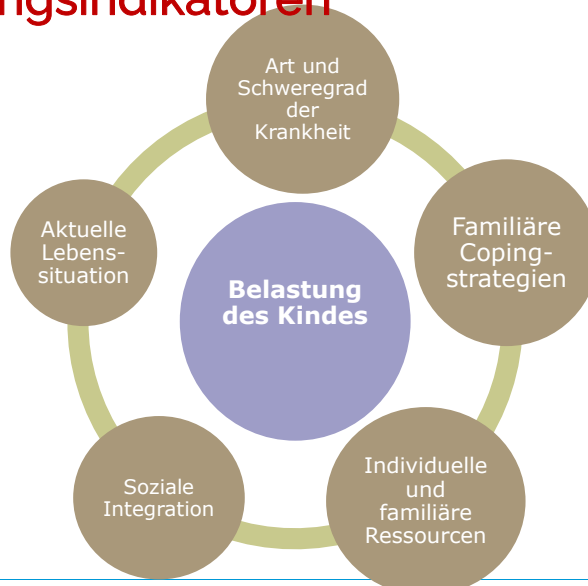 ngsindikatoren
Art und
Schweregrad
der
Krankheit
Familiäre
Coping-
strategien
Individuelle
und
familiäre
Ressourcen
Soziale
Integration
Aktuelle
Lebens-
situation
Belastung
des Kindes